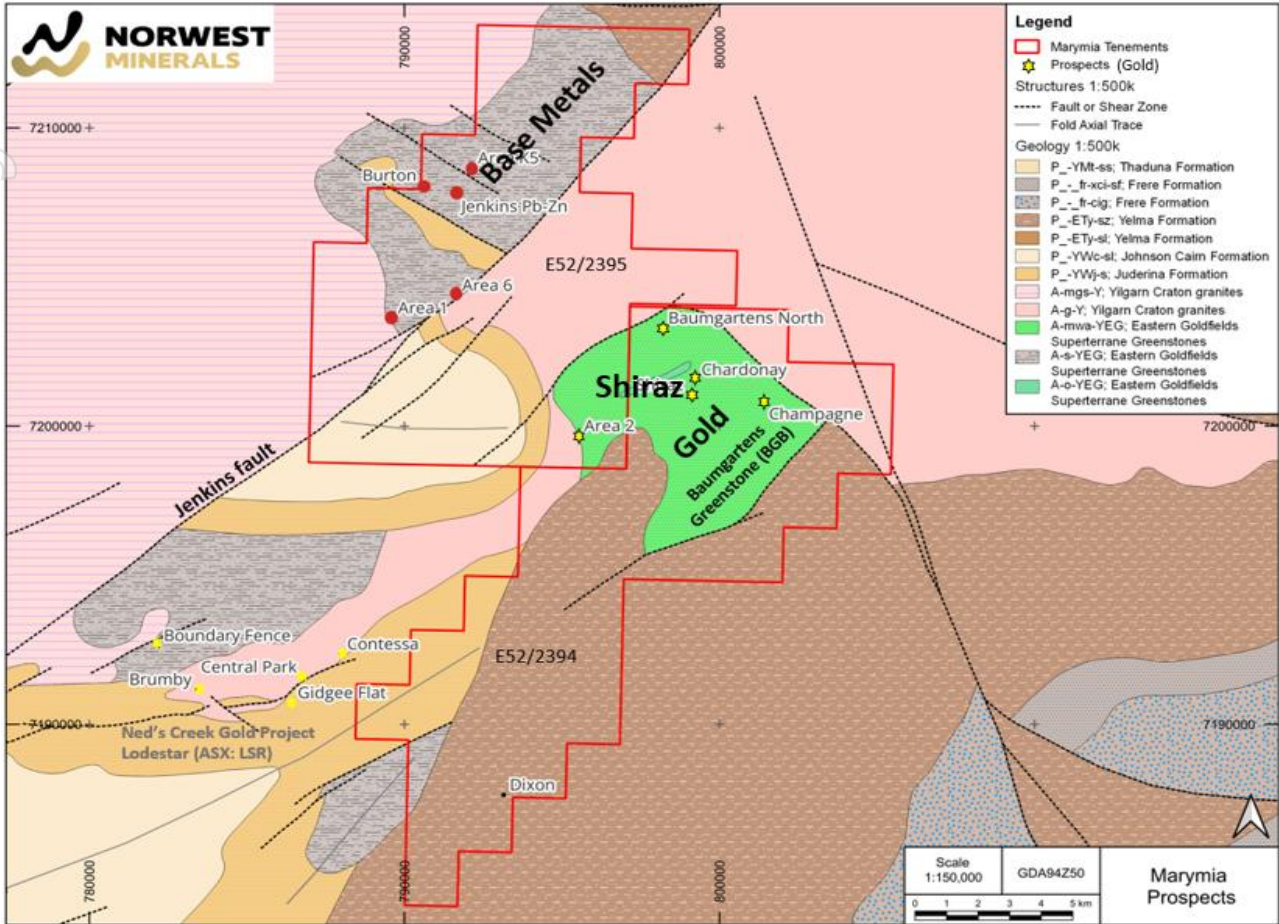 NORWEST
MINERALS
790000
800000
7210000
Base Metals
Area K5
Burton
Jenkins Pb-Zn
E52/2395
Area 6
Area 1
Baumgartens North
Chardonay
Shiraz
Champagne
Area 2
Gold
Baumgartens
Greenstone (BGB)
7200000
7200000
Jenkins fault
Boundary Fence
Contessa
Central Park
Brumby
Gidgee Flat
E52/2394
7190000
7190000
Ned's Creek Gold Project
Lodestar (ASX: LSR)
Dixon
780000
790000
800000
Legend
Marymia Tenements
Prospects (Gold)
Structures 1:500k
Fault or Shear Zone
Fold Axial Trace
Geology 1:500k
P_-YMt-ss; Thaduna Formation
P_-_fr-xci-sf; Frere Formation
P_-_fr-cig; Frere Formation
P_-ETy-sz; Yelma Formation
P_-ETy-sl; Yelma Formation
P_-YWc-sl; Johnson Cairn Formation
P_-YWj-s; Juderina Formation
A-mgs-Y; Yilgarn Craton granites
A-g-Y; Yilgarn Craton granites
A-mwa-YEG; Eastern Goldfields
Superterrane Greenstones
A-s-YEG; Eastern Goldfields
Superterrane Greenstones
A-o-YEG; Eastern Goldfields
Superterrane Greenstones
Scale
1:150,000
GDA94Z50
0 1 2 3 4 5 km
Marymia
Prospects